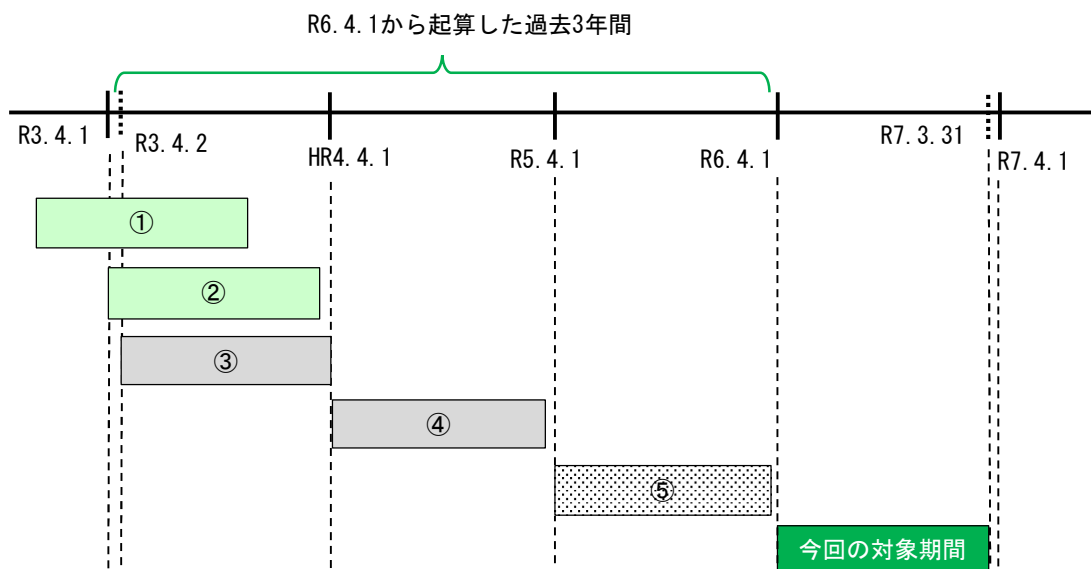 R6.4.1から起算した過去3年間
R3.4.1
R3.4.2
HR4.4.1
R5.4.1
R6.4.1
R7.3.31
R7.4.1
①
②
③
④
⑤
今回の対象期間